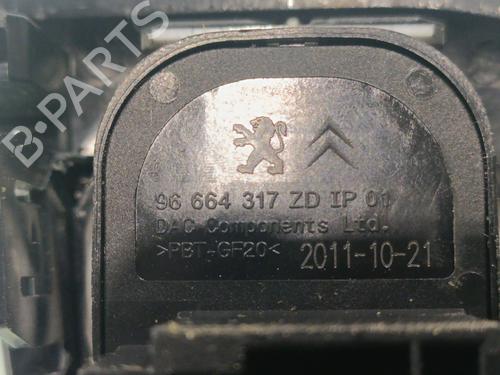 B-PARTS
96 664 317 ZD IP 01
DAC Components Ltd.
>PBT-GF20<
2011-10-21